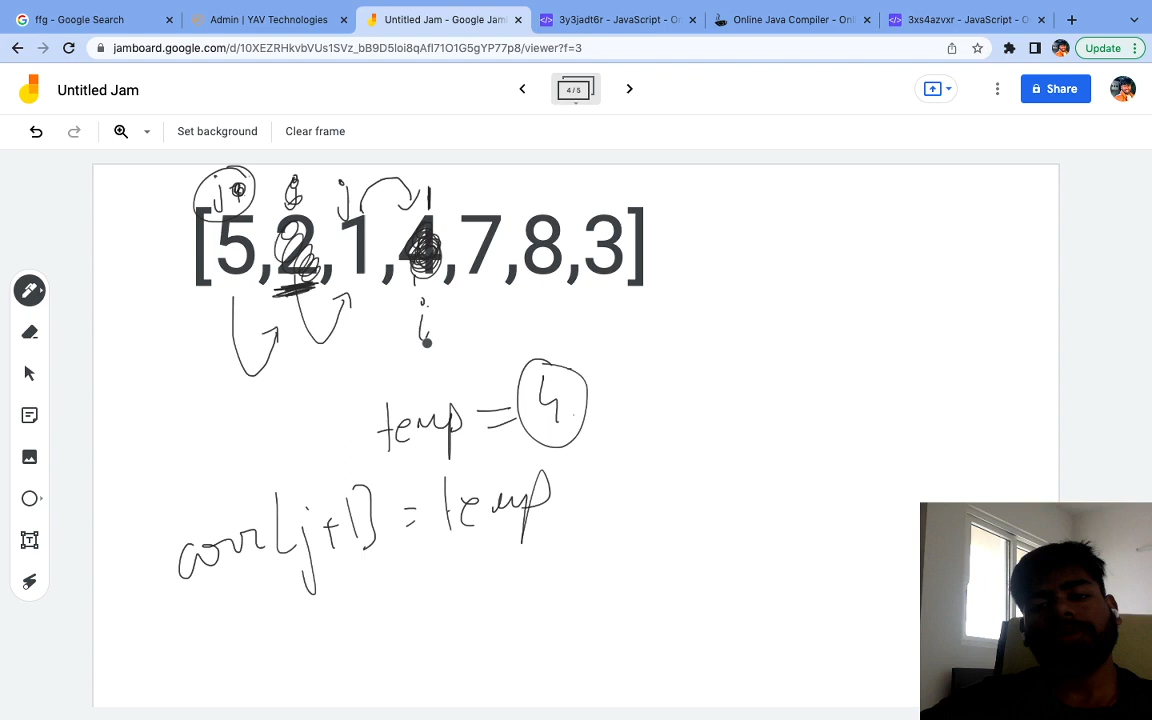 ffg - Google Search
Admin | YAV Technologies
Untitled Jam - Google Jam
3y3jadt6r - JavaScript - On
Online Java Compiler - Onl
3xs4azvxr - JavaScript - O
jamboard.google.com/d/10XEZRHkvbVUs1SVz_bB9D5loi8qAfl71O1G5gYP77p8/viewer?f=3
Update
Untitled Jam
4 / 5
Share
Set background
Clear frame
j
j
[5,2,1,4,7,8,3]
i
temp = 4
arr[j+1] = temp